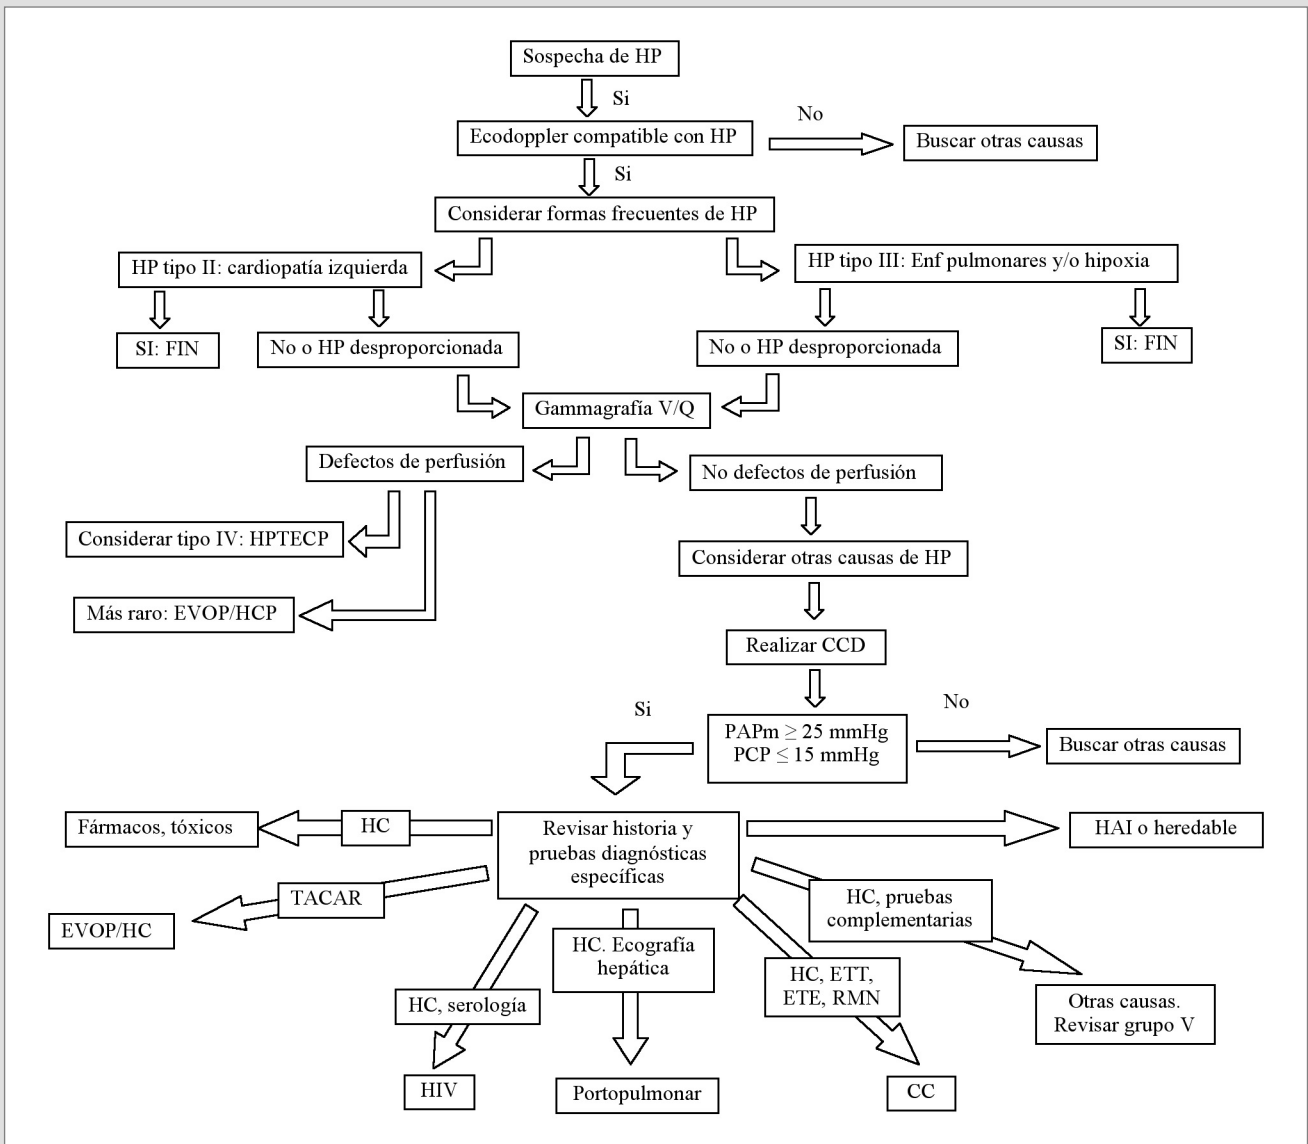 Sospecha de HP
Si
Ecodoppler compatible con HP
No
Buscar otras causas
Si
Considerar formas frecuentes de HP
HP tipo II: cardiopatía izquierda
HP tipo III: Enf pulmonares y/o hipoxia
SI: FIN
No o HP desproporcionada
No o HP desproporcionada
SI: FIN
Gammagrafía V/Q
Defectos de perfusión
No defectos de perfusión
Considerar tipo IV: HPTECP
Considerar otras causas de HP
Más raro: EVOP/HCP
Realizar CCD
Si
PAPm ≥ 25 mmHg
PCP ≤ 15 mmHg
No
Buscar otras causas
Fármacos, tóxicos
HC
Revisar historia y
pruebas diagnósticas
específicas
HAI o heredable
TACAR
EVOP/HC
HC, pruebas
complementarias
HC. Ecografía
hepática
HC, serología
HC, ETT,
ETE, RMN
Otras causas.
Revisar grupo V
HIV
Portopulmonar
CC